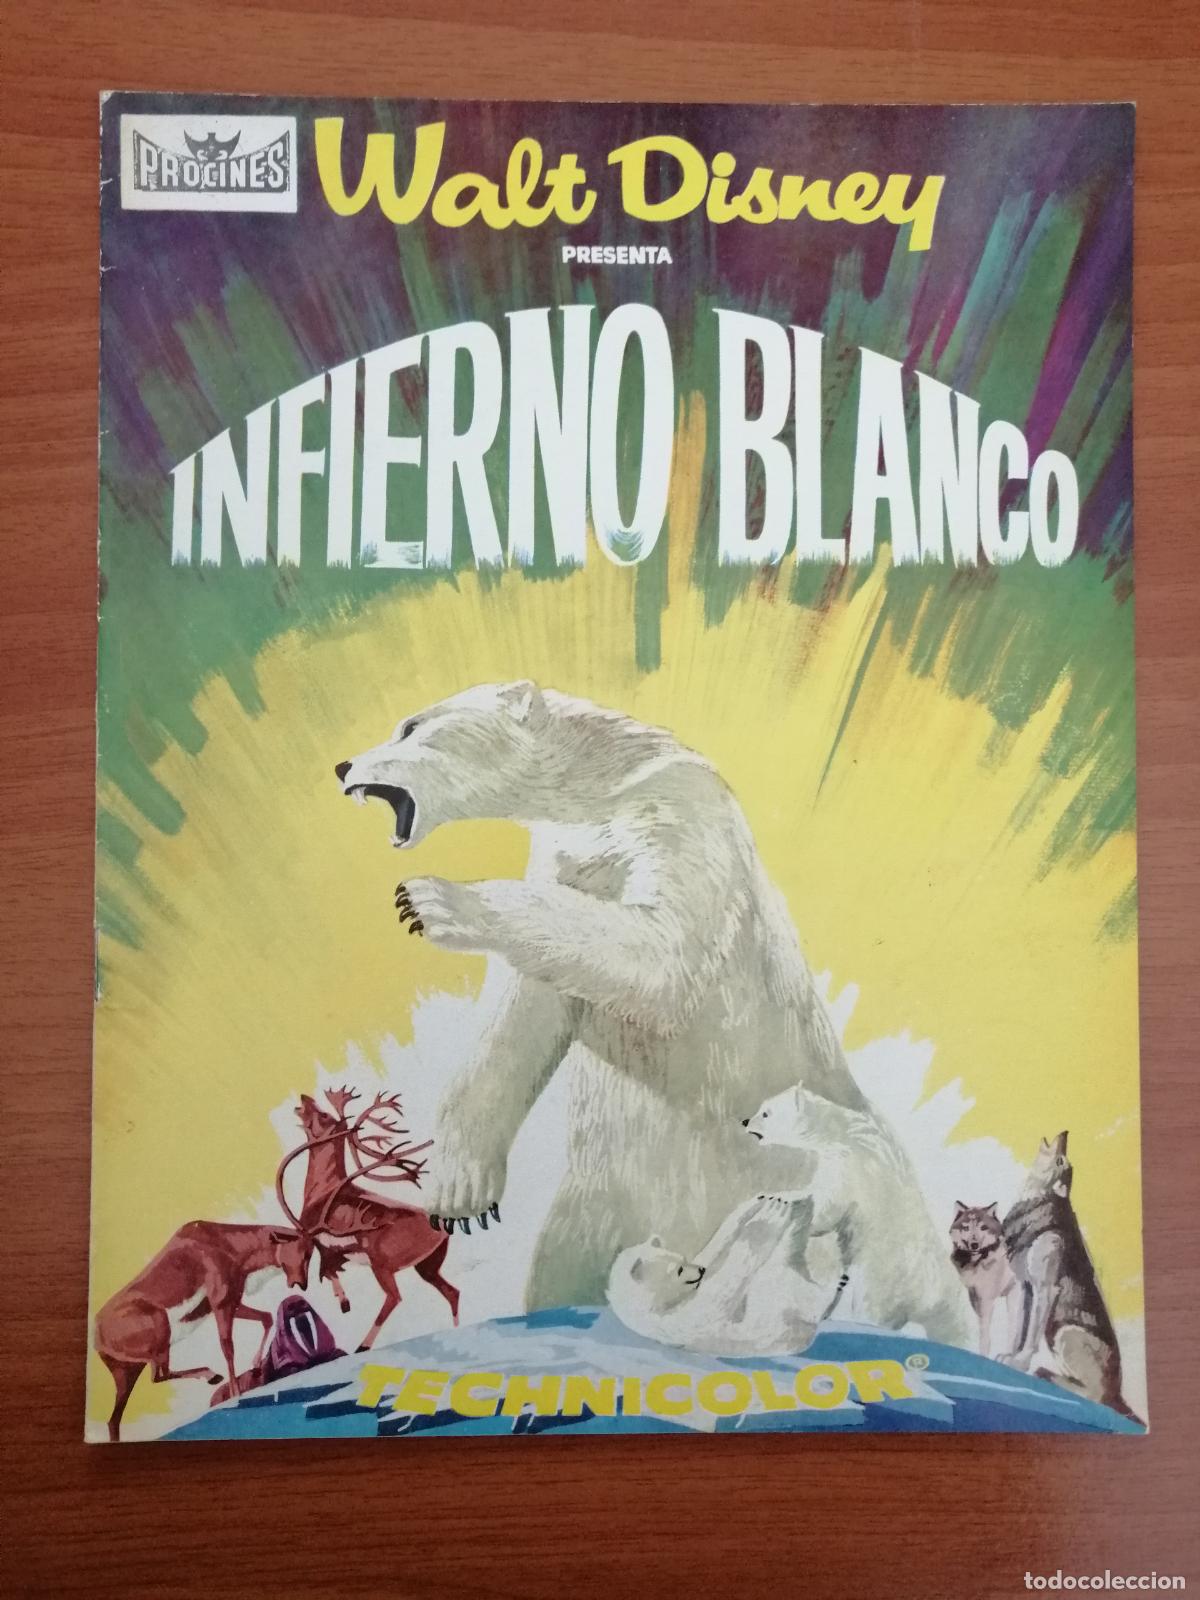 PROCINES
Walt Disney
PRESENTA
INFIERNO BLANCO
TECHNICOLOR®
todocoleccion